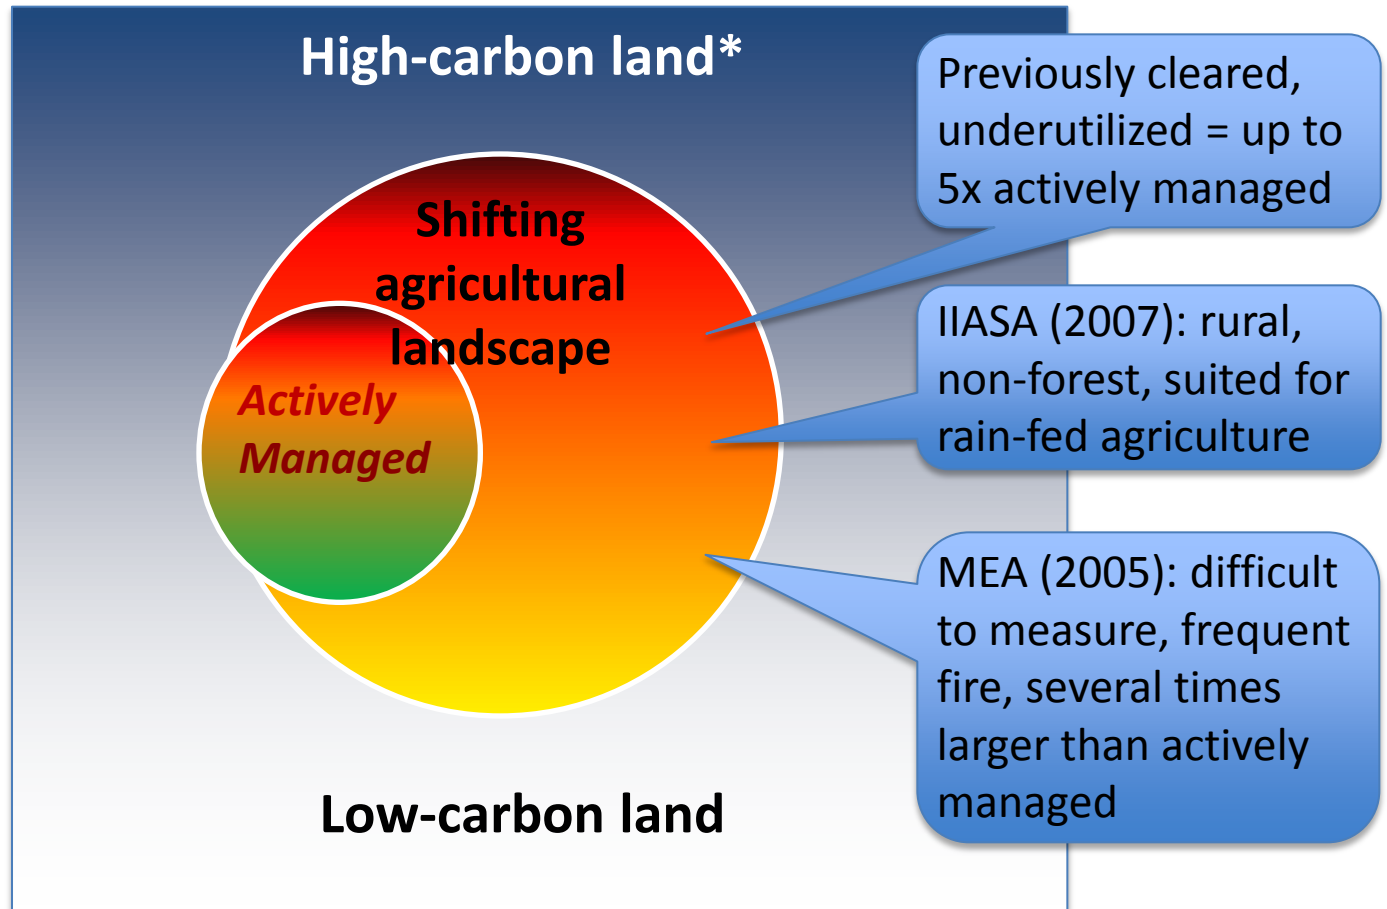 High-carbon land*
Shifting
agricultural
landscape
Actively
Managed
Low-carbon land
Previously cleared,
underutilized = up to
5x actively managed
IIASA (2007): rural,
non-forest, suited for
rain-fed agriculture
MEA (2005): difficult
to measure, frequent
fire, several times
larger than actively
managed